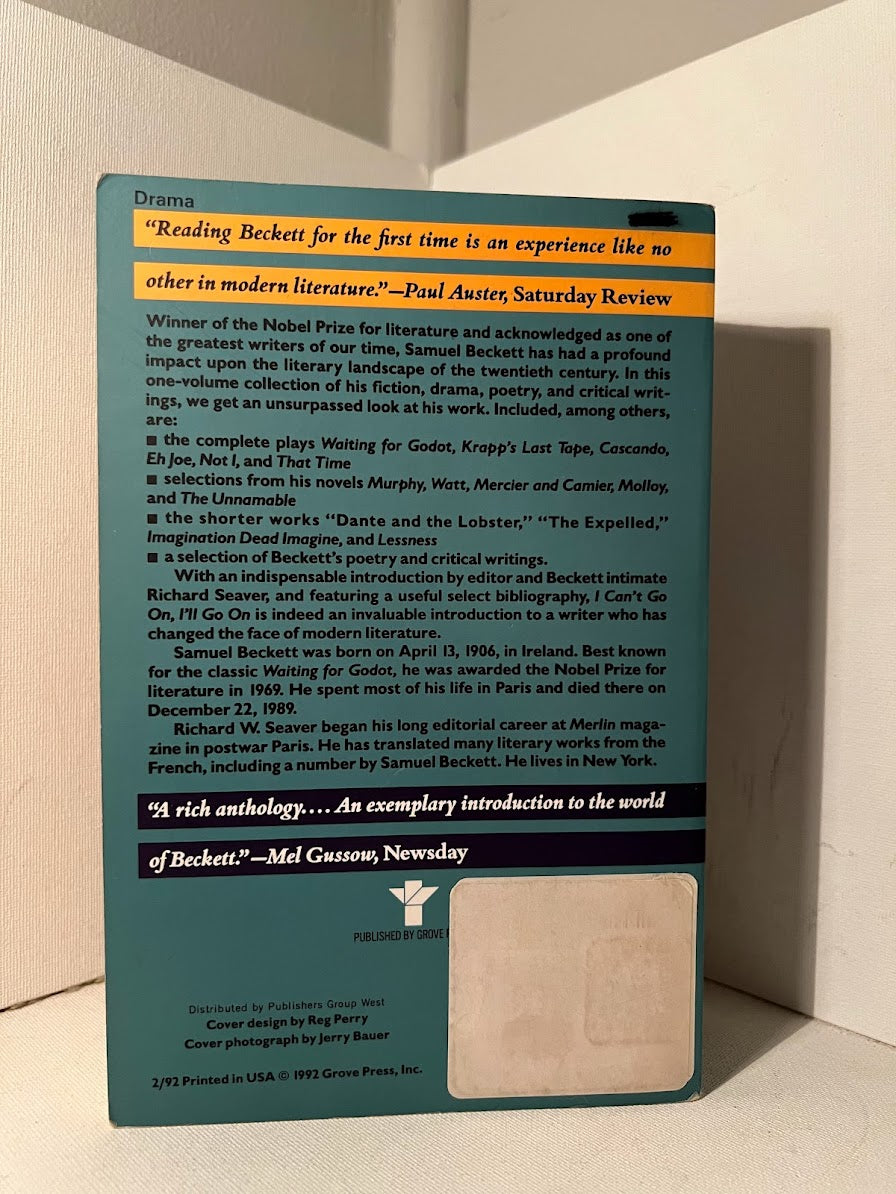 Drama
“Reading Beckett for the first time is an experience like no
other in modern literature.”—Paul Auster, Saturday Review
Winner of the Nobel Prize for literature and acknowledged as one of
the greatest writers of our time, Samuel Beckett has had a profound
impact upon the literary landscape of the twentieth century. In this
one-volume collection of his fiction, drama, poetry, and critical writ-
ings, we get an unsurpassed look at his work. Included, among others,
are:
■ the complete plays Waiting for Godot, Krapp’s Last Tape, Cascando,
Eh Joe, Not I, and That Time
■ selections from his novels Murphy, Watt, Mercier and Camier, Molloy,
and The Unnamable
■ the shorter works “Dante and the Lobster,” “The Expelled,”
Imagination Dead Imagine, and Lessness
■ a selection of Beckett’s poetry and critical writings.
With an indispensable introduction by editor and Beckett intimate
Richard Seaver, and featuring a useful select bibliography, I Can’t Go
On, I’ll Go On is indeed an invaluable introduction to a writer who has
changed the face of modern literature.
Samuel Beckett was born on April 13, 1906, in Ireland. Best known
for the classic Waiting for Godot, he was awarded the Nobel Prize for
literature in 1969. He spent most of his life in Paris and died there on
December 22, 1989.
Richard W. Seaver began his long editorial career at Merlin maga-
zine in postwar Paris. He has translated many literary works from the
French, including a number by Samuel Beckett. He lives in New York.
“A rich anthology.... An exemplary introduction to the world
of Beckett.”—Mel Gussow, Newsday
PUBLISHED BY GROVE
Distributed by Publishers Group West
Cover design by Reg Perry
Cover photograph by Jerry Bauer
2/92 Printed in USA © 1992 Grove Press, Inc.